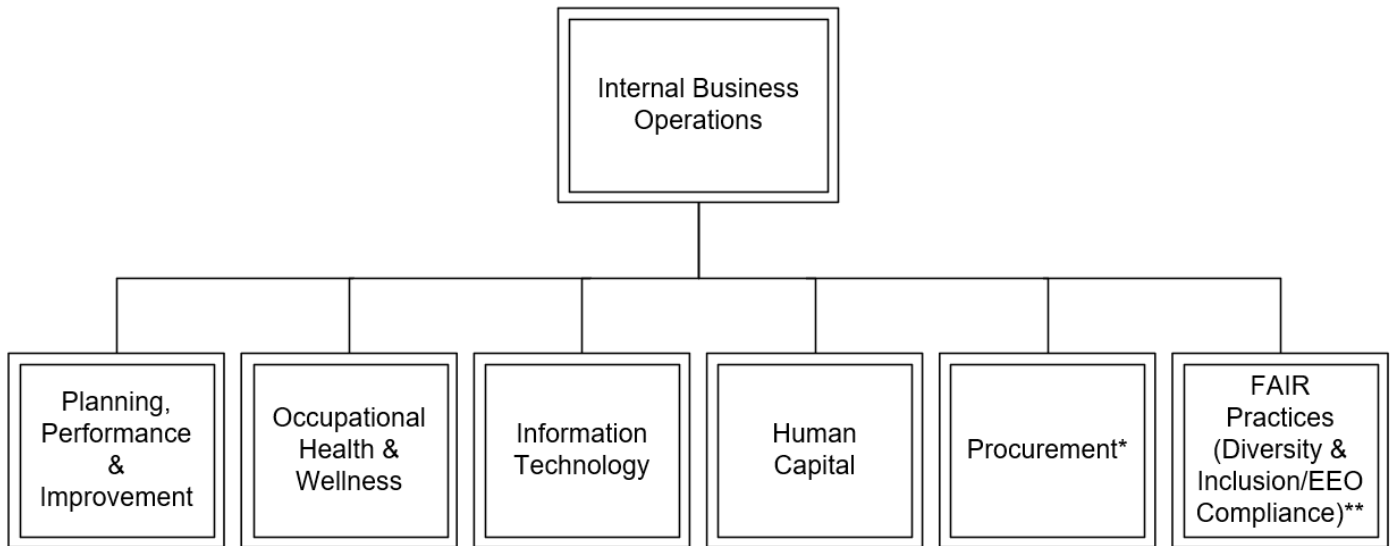 Internal Business
Operations
Planning,
Performance
&
Improvement
Occupational
Health &
Wellness
Information
Technology
Human
Capital
Procurement*
FAIR
Practices
(Diversity &
Inclusion/EEO
Compliance)**